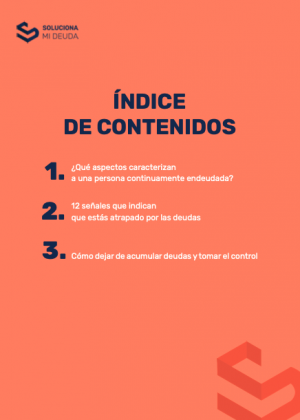 SOLUCIONA
MI DEUDA
ÍNDICE
DE CONTENIDOS
1. ¿Qué aspectos caracterizan
a una persona continuamente endeudada?
2. 12 señales que indican
que estás atrapado por las deudas
3. Cómo dejar de acumular deudas y tomar el control